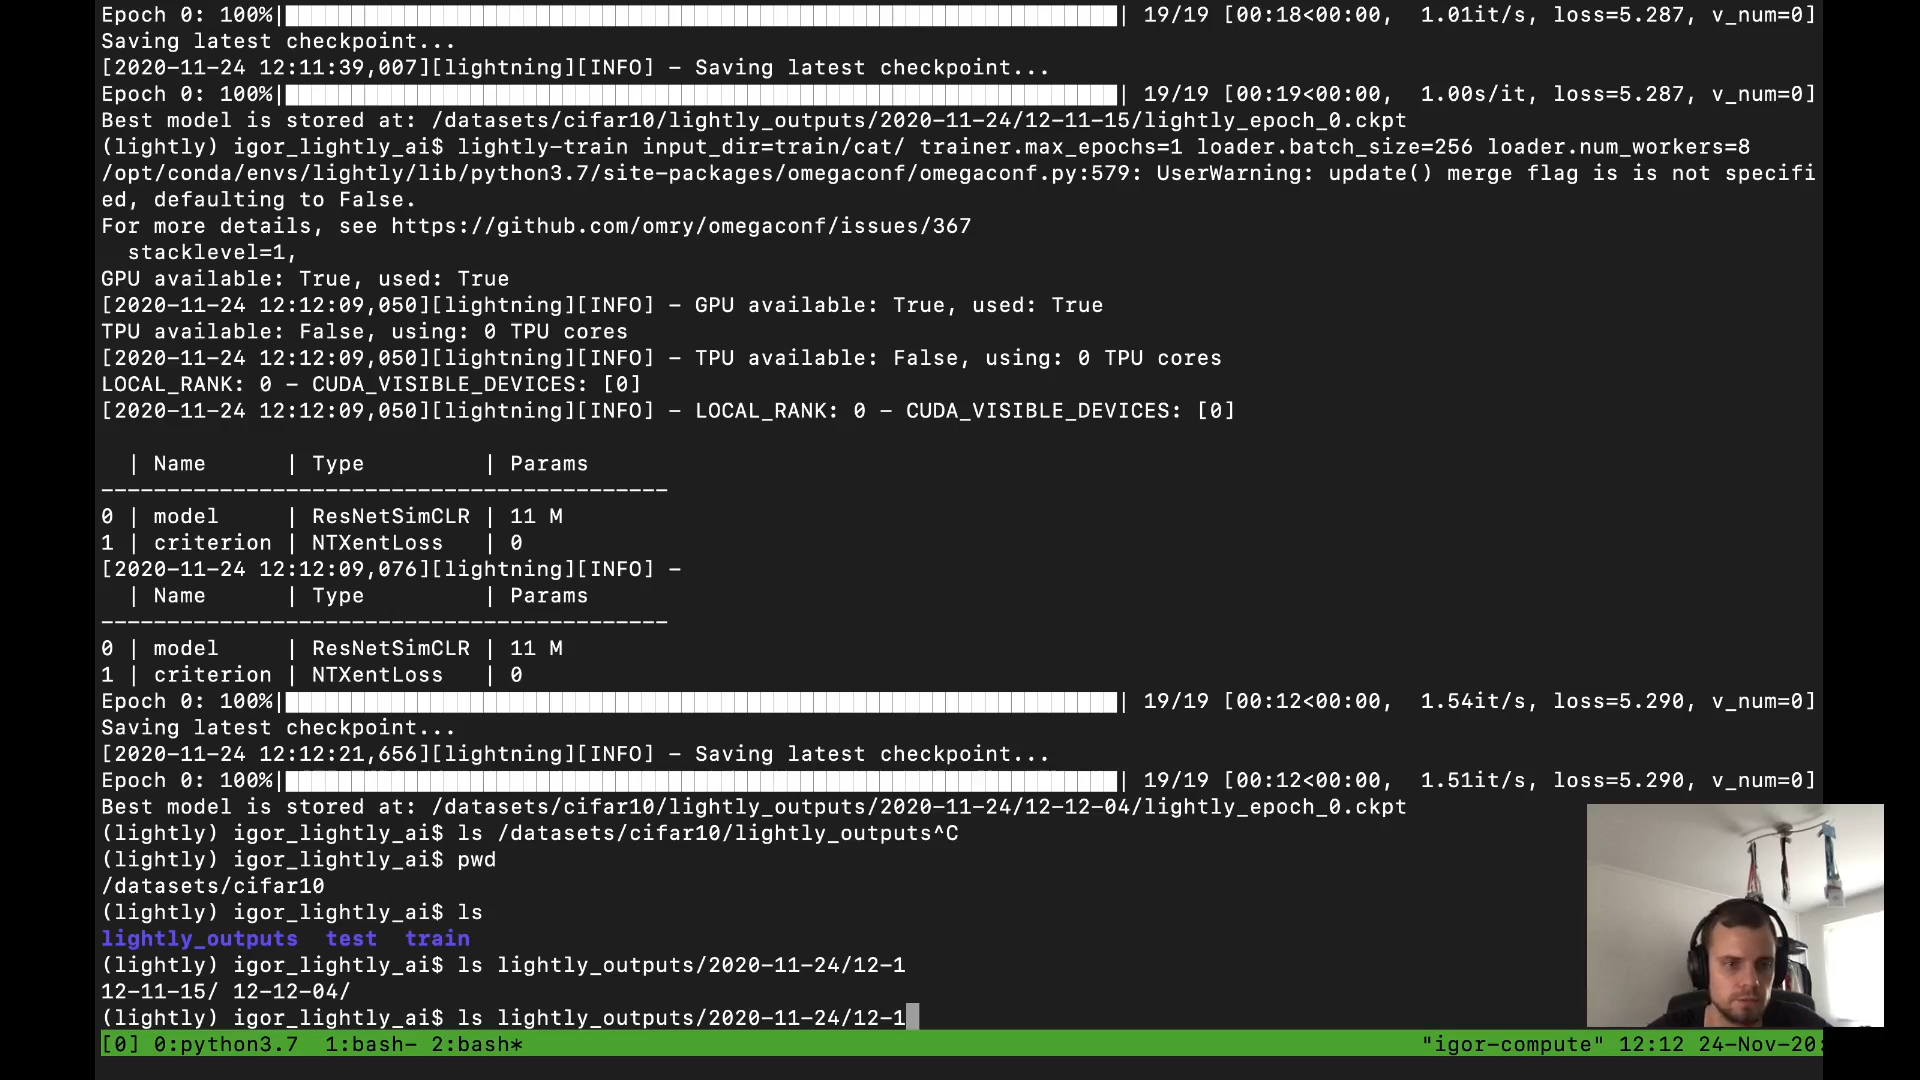 Epoch 0: 100%| | 19/19 [00:18<00:00,  1.01it/s, loss=5.287, v_num=0]
Saving latest checkpoint...
[2020-11-24 12:11:39,007][lightning][INFO] - Saving latest checkpoint...
Epoch 0: 100%| | 19/19 [00:19<00:00,  1.00s/it, loss=5.287, v_num=0]
Best model is stored at: /datasets/cifar10/lightly_outputs/2020-11-24/12-11-15/lightly_epoch_0.ckpt
(lightly) igor_lightly_ai$ lightly-train input_dir=train/cat/ trainer.max_epochs=1 loader.batch_size=256 loader.num_workers=8
/opt/conda/envs/lightly/lib/python3.7/site-packages/omegaconf/omegaconf.py:579: UserWarning: update() merge flag is is not specifi
ed, defaulting to False.
For more details, see https://github.com/omry/omegaconf/issues/367
  stacklevel=1,
GPU available: True, used: True
[2020-11-24 12:12:09,050][lightning][INFO] - GPU available: True, used: True
TPU available: False, using: 0 TPU cores
[2020-11-24 12:12:09,050][lightning][INFO] - TPU available: False, using: 0 TPU cores
LOCAL_RANK: 0 - CUDA_VISIBLE_DEVICES: [0]
[2020-11-24 12:12:09,050][lightning][INFO] - LOCAL_RANK: 0 - CUDA_VISIBLE_DEVICES: [0]
  | Name      | Type         | Params
-------------------------------------------
0 | model     | ResNetSimCLR | 11 M
1 | criterion | NTXentLoss   | 0
[2020-11-24 12:12:09,076][lightning][INFO] -
  | Name      | Type         | Params
-------------------------------------------
0 | model     | ResNetSimCLR | 11 M
1 | criterion | NTXentLoss   | 0
Epoch 0: 100%| | 19/19 [00:12<00:00,  1.54it/s, loss=5.290, v_num=0]
Saving latest checkpoint...
[2020-11-24 12:12:21,656][lightning][INFO] - Saving latest checkpoint...
Epoch 0: 100%| | 19/19 [00:12<00:00,  1.51it/s, loss=5.290, v_num=0]
Best model is stored at: /datasets/cifar10/lightly_outputs/2020-11-24/12-12-04/lightly_epoch_0.ckpt
(lightly) igor_lightly_ai$ ls /datasets/cifar10/lightly_outputs^C
(lightly) igor_lightly_ai$ pwd
/datasets/cifar10
(lightly) igor_lightly_ai$ ls
lightly_outputs  test  train
(lightly) igor_lightly_ai$ ls lightly_outputs/2020-11-24/12-1
12-11-15/ 12-12-04/
(lightly) igor_lightly_ai$ ls lightly_outputs/2020-11-24/12-1
[0] 0:python3.7  1:bash- 2:bash* "igor-compute" 12:12 24-Nov-20